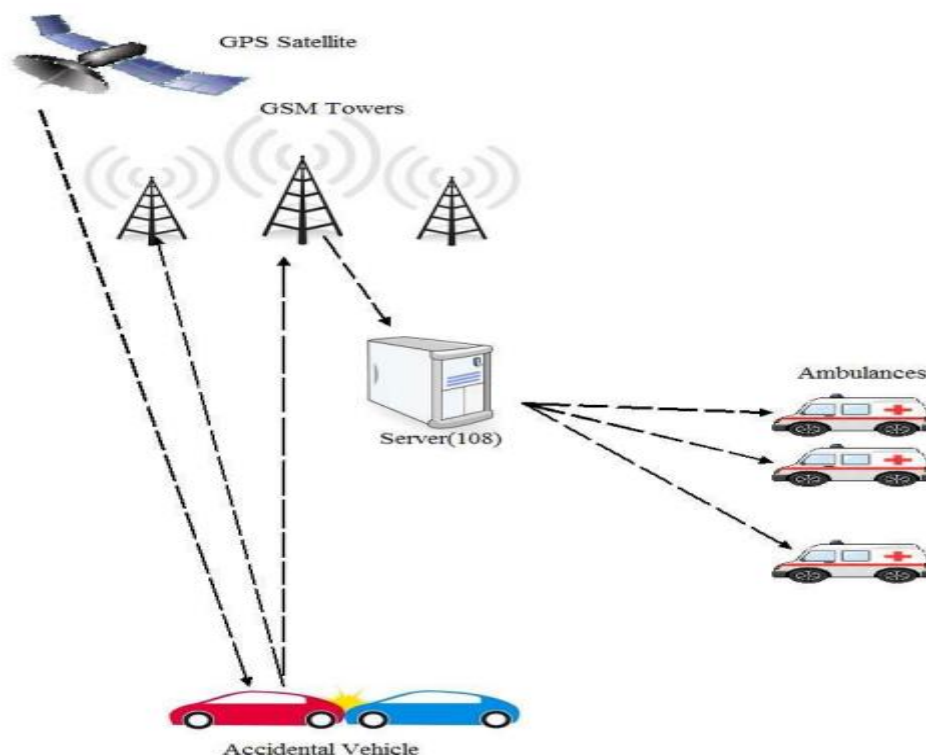 GPS Satellite
GSM Towers
Server(108)
Ambulances
Accidental Vehicle